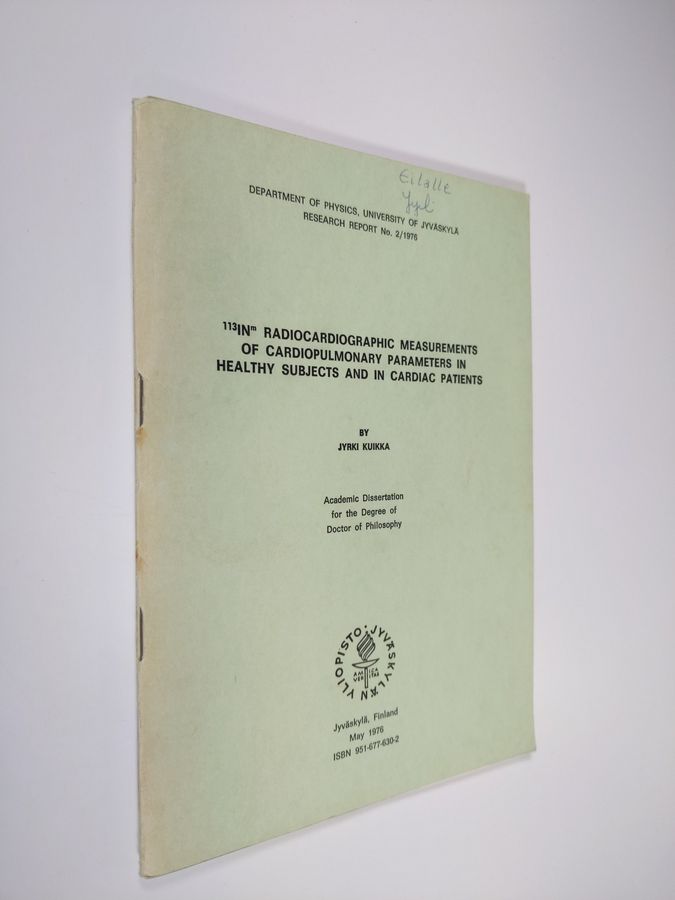 Eilalle
DEPARTMENT OF PHYSICS, UNIVERSITY OF JYVÄSKYLÄ
RESEARCH REPORT No. 2/1976
¹¹³INᵐ RADIOCARDIOGRAPHIC MEASUREMENTS
OF CARDIOPULMONARY PARAMETERS IN
HEALTHY SUBJECTS AND IN CARDIAC PATIENTS
BY
JYRKI KUIKKA
Academic Dissertation
for the Degree of
Doctor of Philosophy
JYVÄSKYLÄN YLIOPISTO
Jyväskylä, Finland
May 1976
ISBN 951-677-630-2